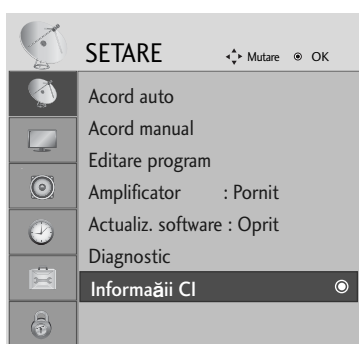 SETARE Mutare OK
Acord auto
Acord manual
Editare program
Amplificator : Pornit
Actualiz. software : Oprit
Diagnostic
Informaăii CI